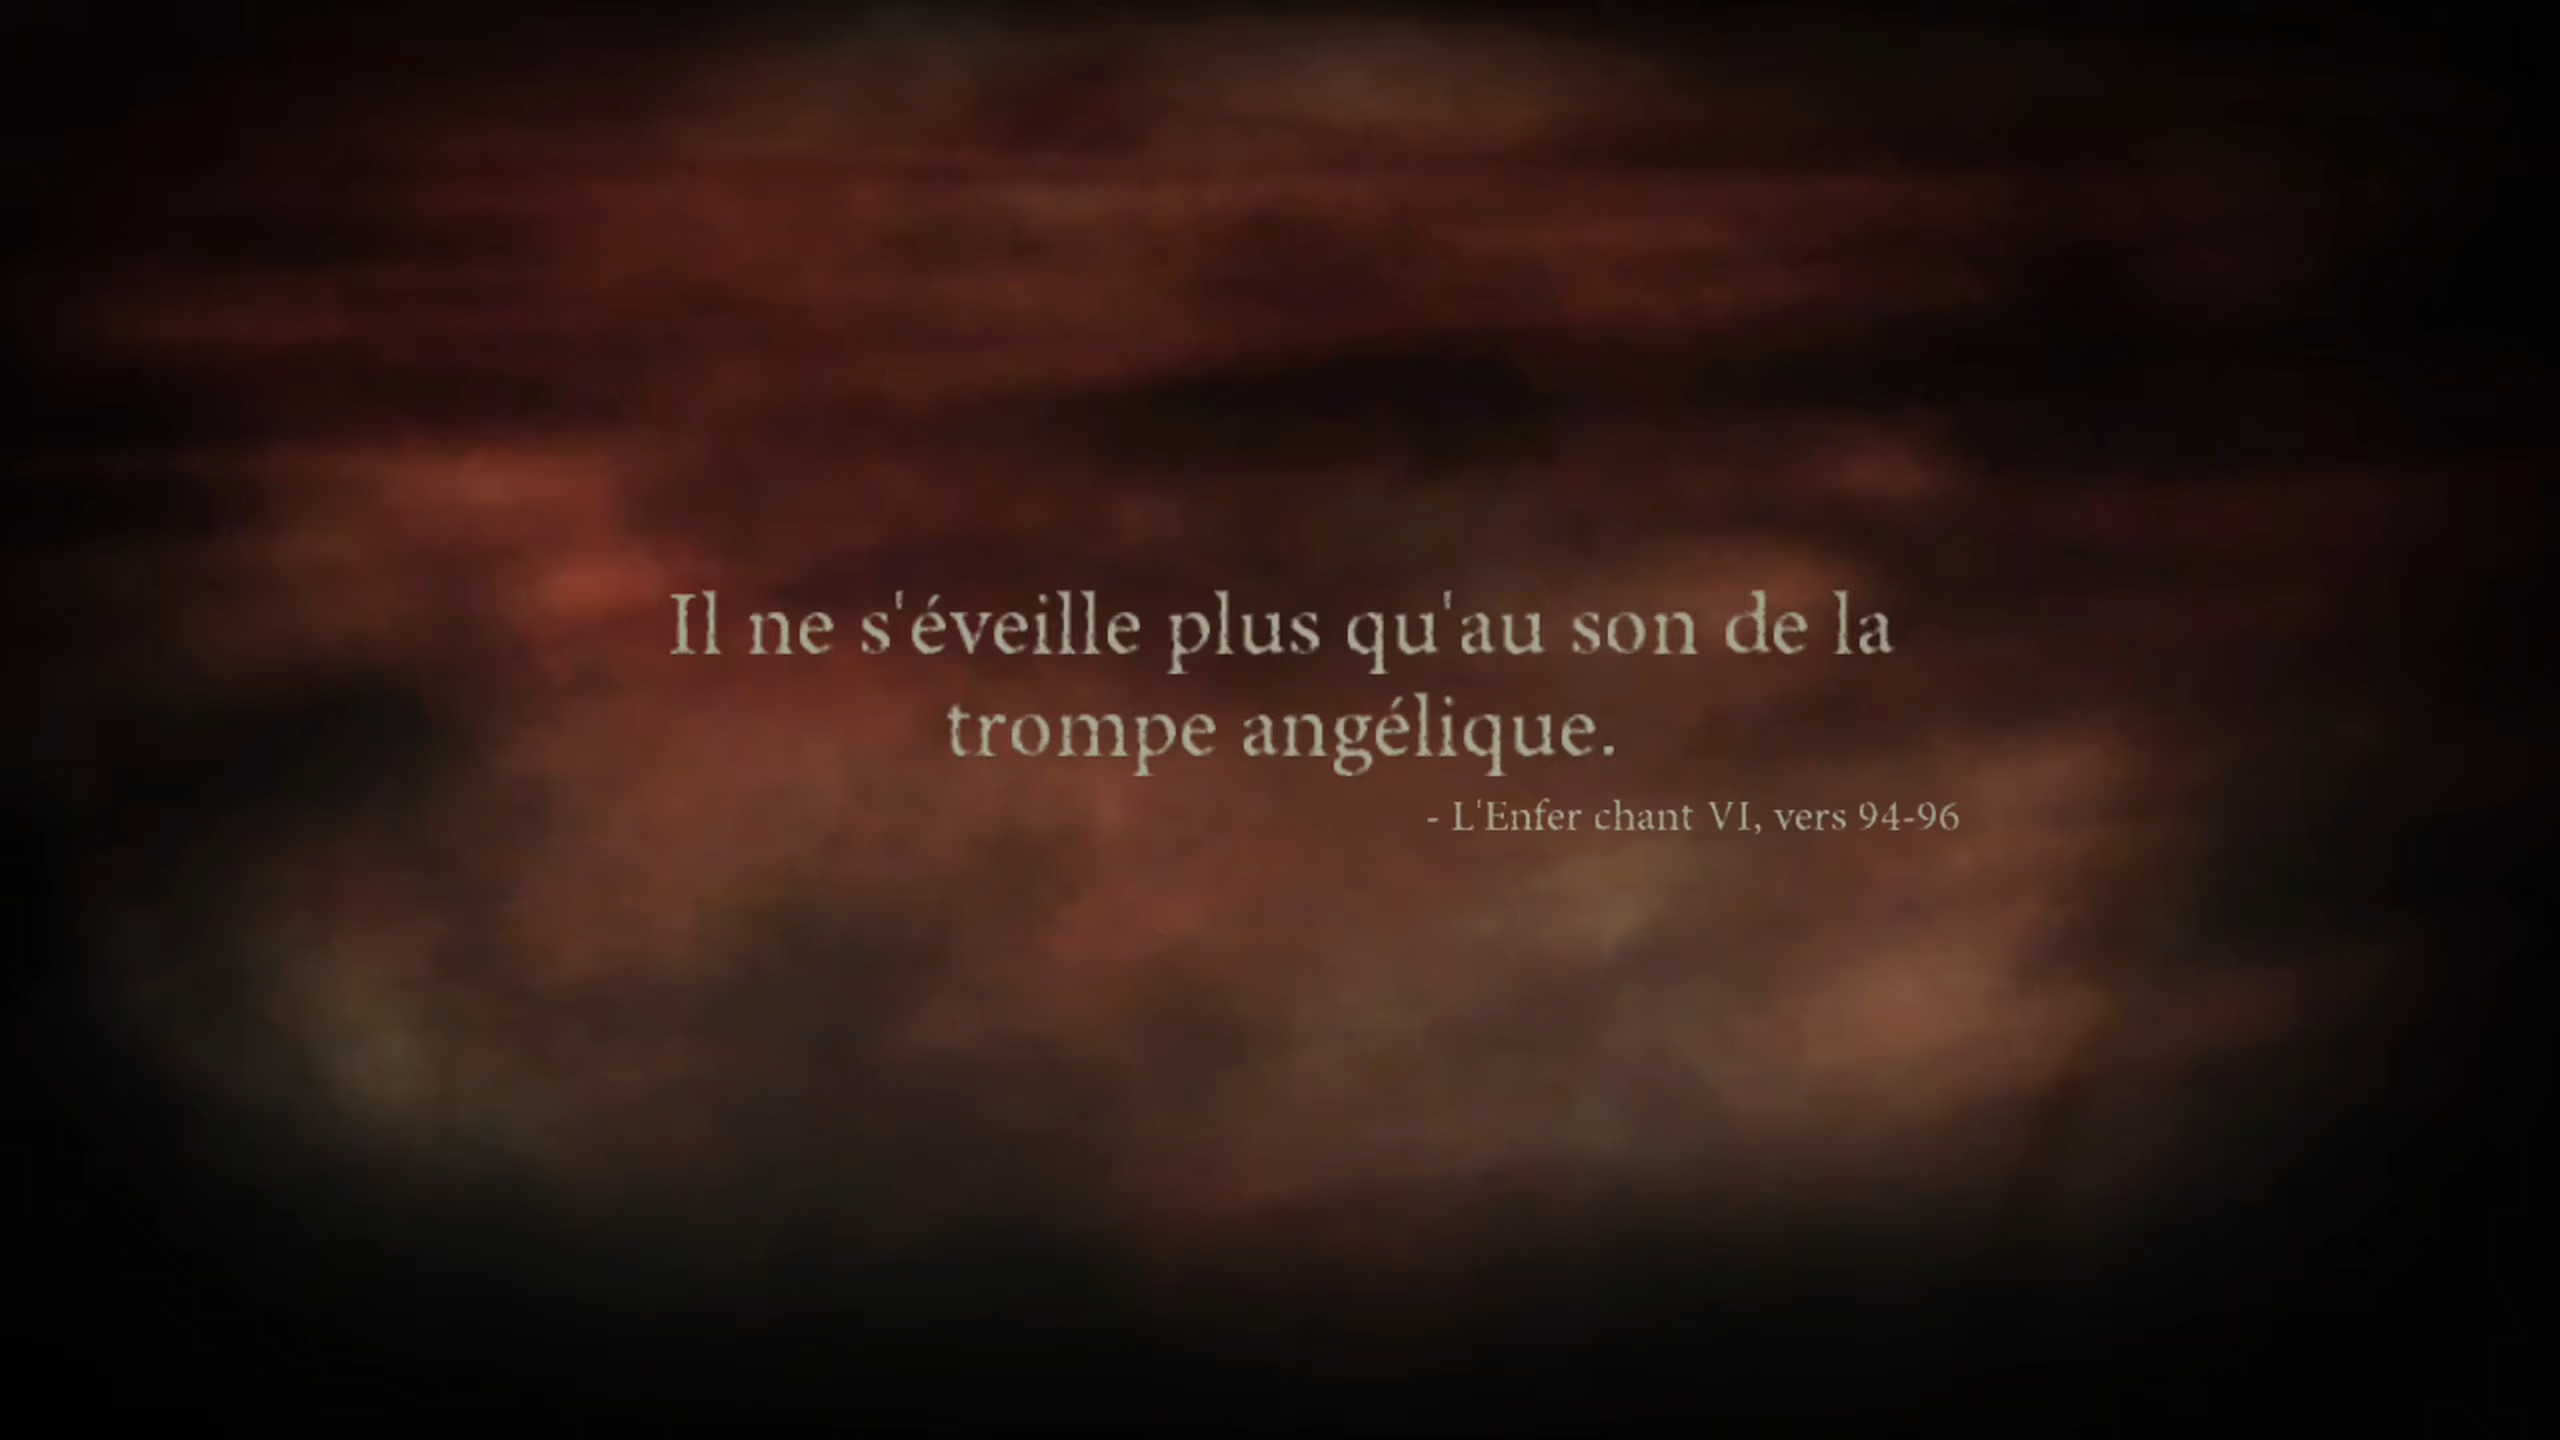 Il ne s'éveille plus qu'au son de la
trompe angélique.
- L'Enfer chant VI, vers 94-96